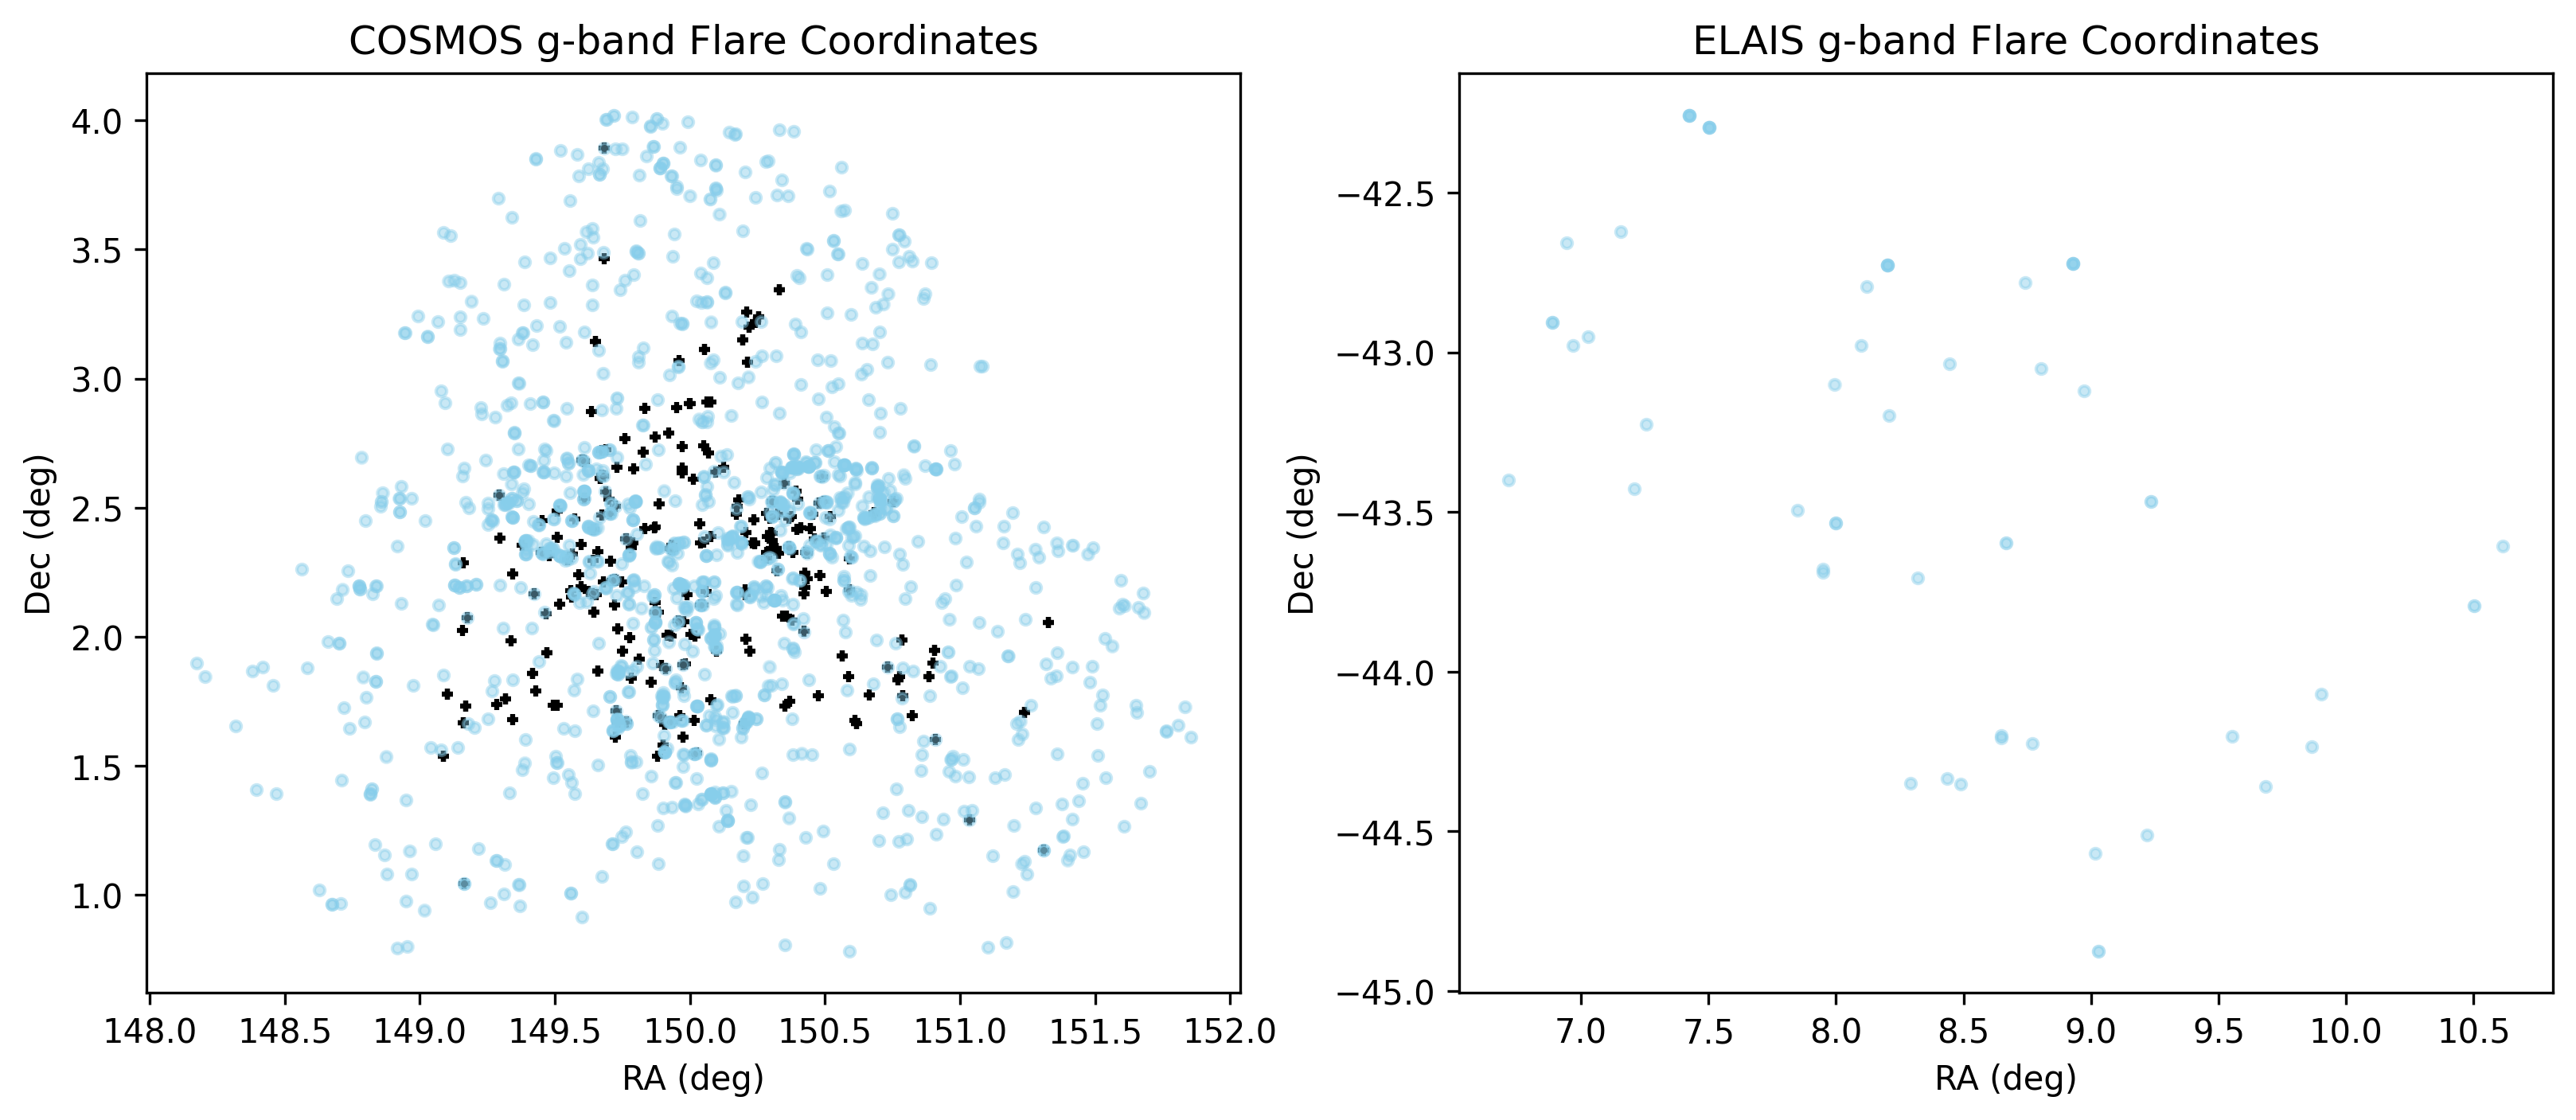 COSMOS g-band Flare Coordinates
4.0
3.5
3.0
2.5
2.0
1.5
1.0
Dec (deg)
148.0 148.5 149.0 149.5 150.0 150.5 151.0 151.5 152.0
RA (deg)
ELAIS g-band Flare Coordinates
−42.5
−43.0
−43.5
−44.0
−44.5
−45.0
Dec (deg)
7.0 7.5 8.0 8.5 9.0 9.5 10.0 10.5
RA (deg)